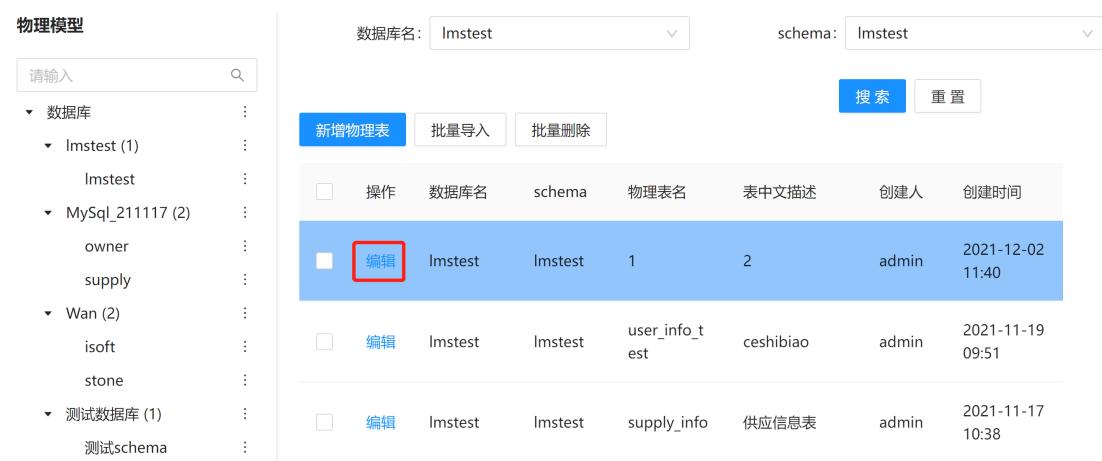 物理模型
请输入
数据库
lmstest (1)
lmstest
MySql_211117 (2)
owner
supply
Wan (2)
isoft
stone
测试数据库 (1)
测试schema
数据库名: lmstest schema: lmstest
搜 索 重 置
新增物理表 批量导入 批量删除
操作 数据库名 schema 物理表名 表中文描述 创建人 创建时间
编辑 lmstest lmstest 1 2 admin 2021-12-02
11:40
编辑 lmstest lmstest user_info_t ceshibiao admin 2021-11-19
est 09:51
编辑 lmstest lmstest supply_info 供应信息表 admin 2021-11-17
10:38